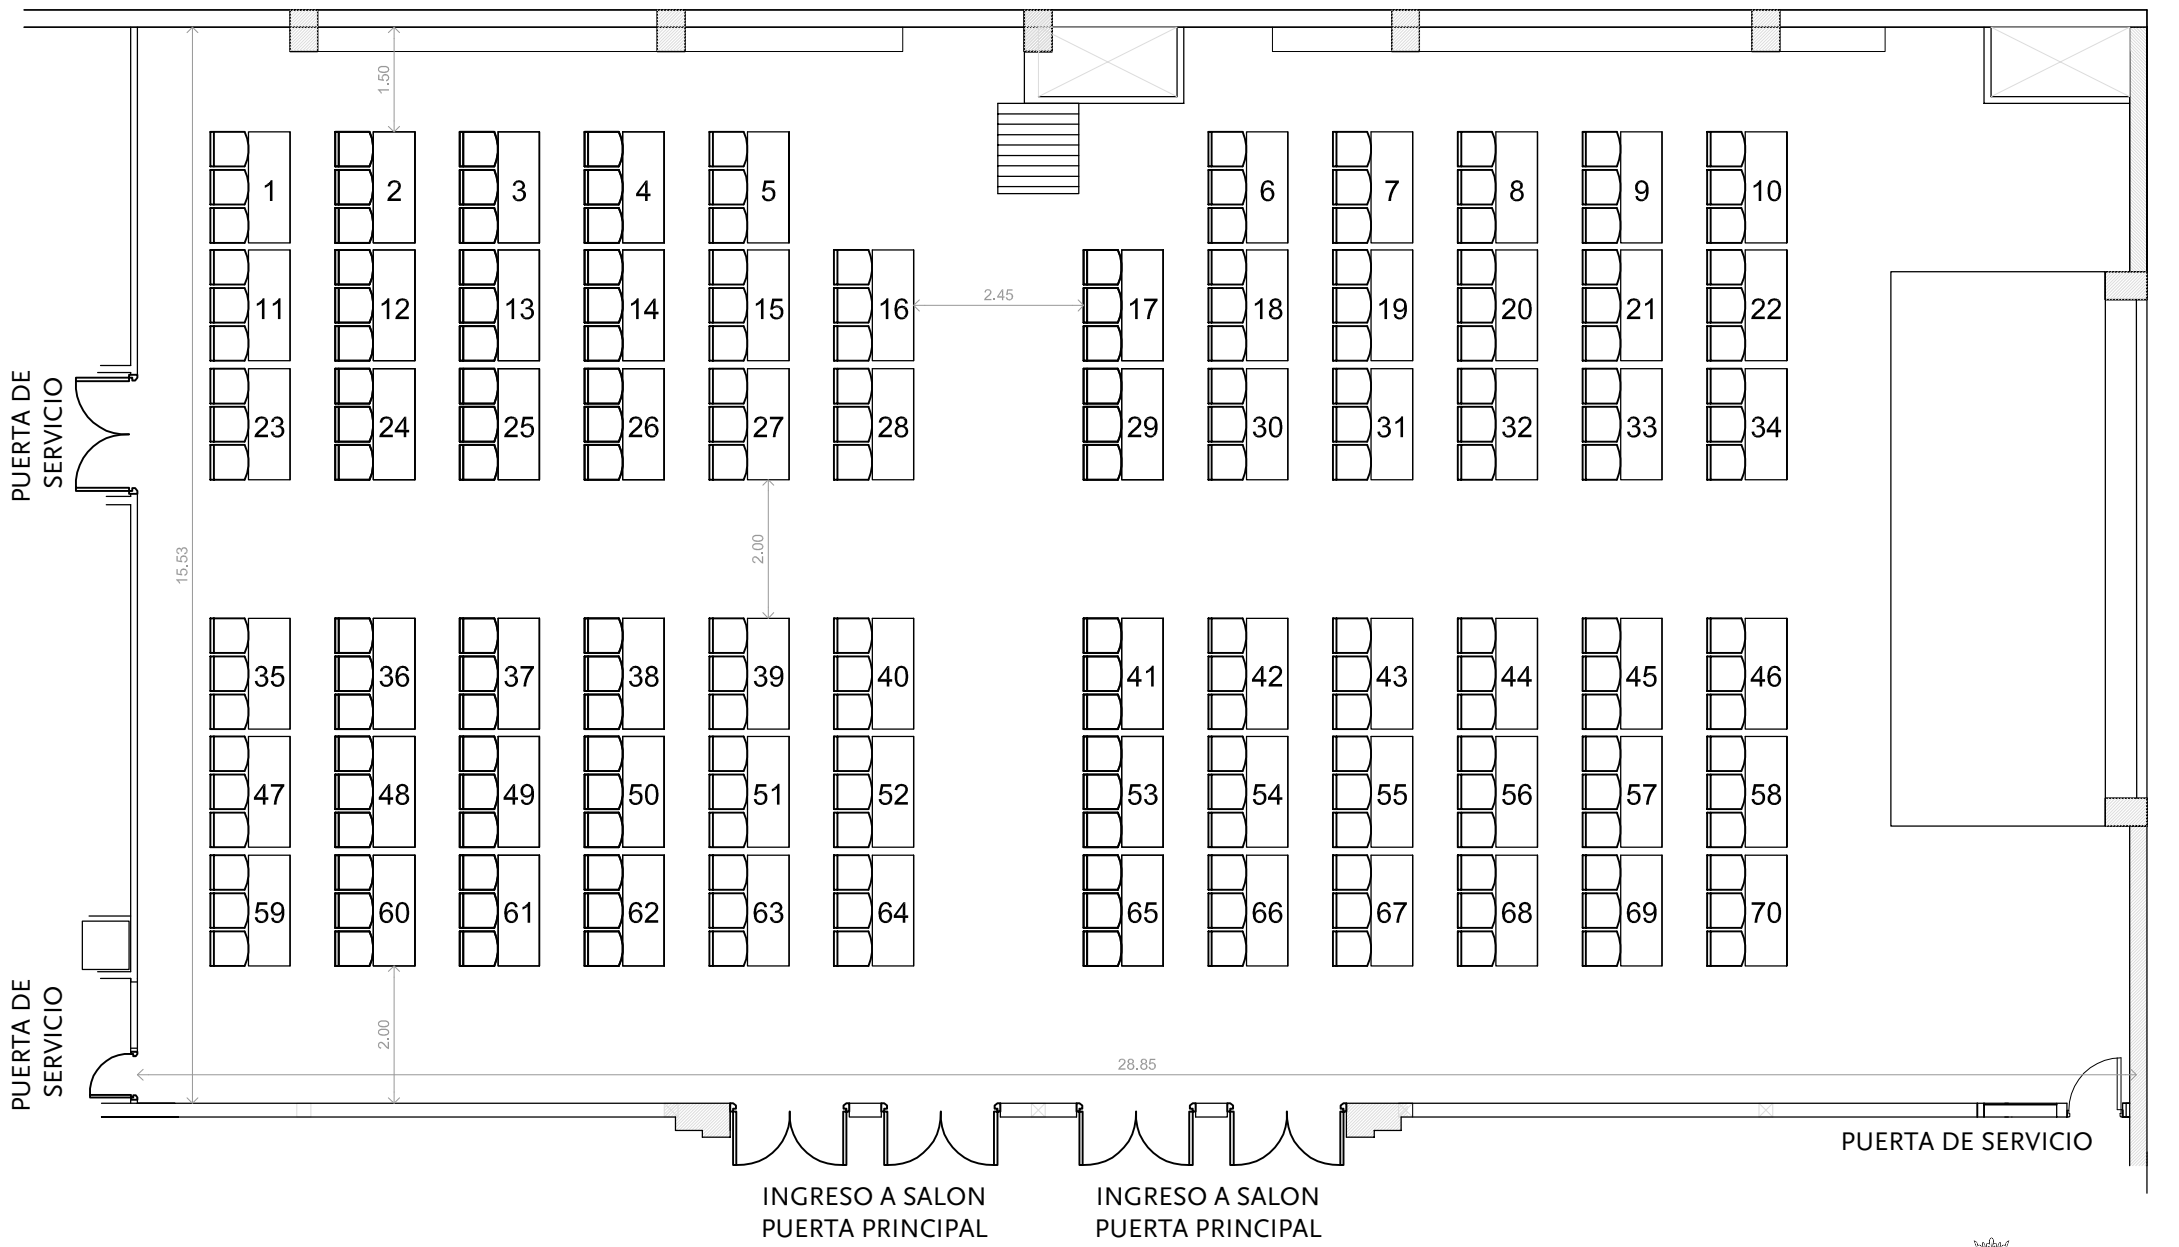 1.50
1 2 3 4 5 6 7 8 9 10
11 12 13 14 15 16 2.45 17 18 19 20 21 22
PUERTA DE
SERVICIO
23 24 25 26 27 28 29 30 31 32 33 34
15.53
2.00
35 36 37 38 39 40 41 42 43 44 45 46
47 48 49 50 51 52 53 54 55 56 57 58
59 60 61 62 63 64 65 66 67 68 69 70
PUERTA DE
SERVICIO
2.00
28.85
PUERTA DE SERVICIO
INGRESO A SALON
PUERTA PRINCIPAL
INGRESO A SALON
PUERTA PRINCIPAL